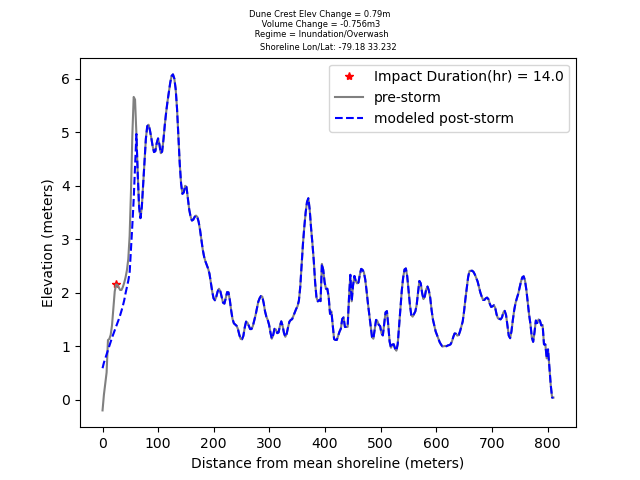 Dune Crest Elev Change = 0.79m
Volume Change = -0.756m3
Regime = Inundation/Overwash
Shoreline Lon/Lat: -79.18 33.232
Impact Duration(hr) = 14.0
pre-storm
modeled post-storm
Elevation (meters)
6
5
4
3
2
1
0
0 100 200 300 400 500 600 700 800
Distance from mean shoreline (meters)